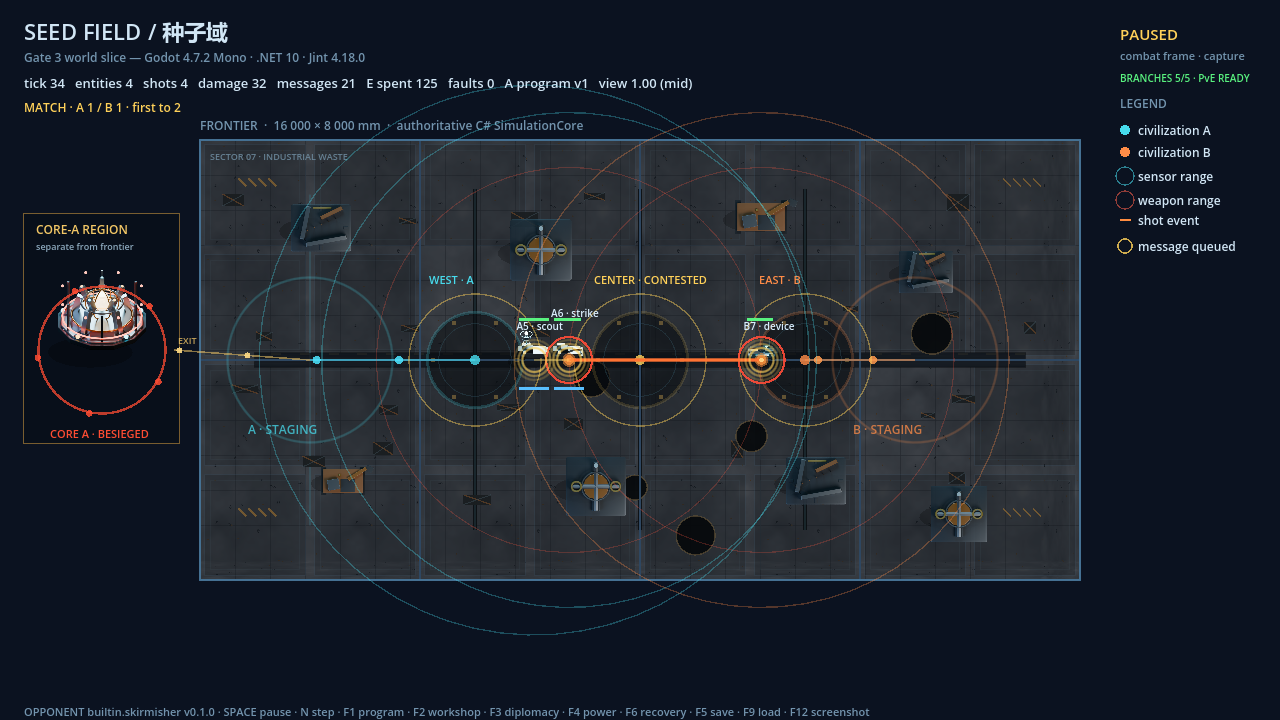 SEED FIELD / 种子域
Gate 3 world slice — Godot 4.7.2 Mono · .NET 10 · Jint 4.18.0
tick 34 entities 4 shots 4 damage 32 messages 21 E spent 125 faults 0 A program v1 view 1.00 (mid)
MATCH · A 1 / B 1 · first to 2
FRONTIER · 16 000 × 8 000 mm · authoritative C# SimulationCore
SECTOR 07 · INDUSTRIAL WASTE
PAUSED
combat frame · capture
BRANCHES 5/5 · PvE READY
LEGEND
civilization A
civilization B
sensor range
weapon range
shot event
message queued
CORE-A REGION
separate from frontier
EXIT
CORE A · BESIEGED
WEST · A
CENTER · CONTESTED
EAST · B
A6 · strike
A5 · scout
B7 · device
A · STAGING
B · STAGING
OPPONENT builtin.skirmisher v0.1.0 · SPACE pause · N step · F1 program · F2 workshop · F3 diplomacy · F4 power · F6 recovery · F5 save · F9 load · F12 screenshot